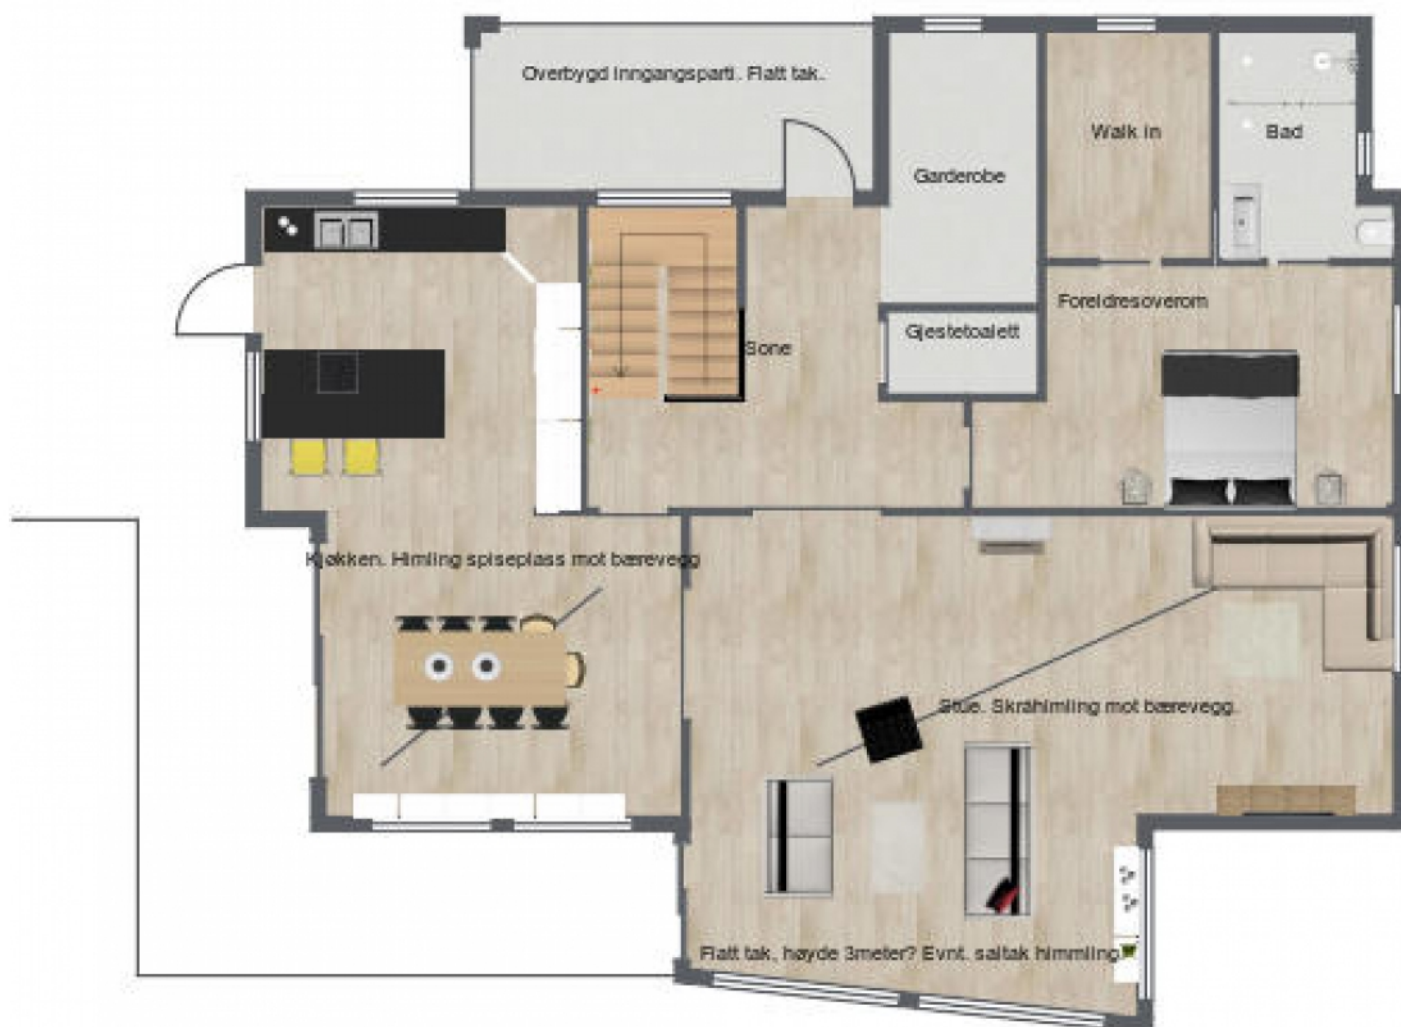 Overbygd Inngangsparti. Flatt tak.
Walk in
Bad
Garderobe
Foreldresoverom
Gjestetoalett
Sone
Kjøkken. Himling spiseplass mot bærevegg
Stue. Skråhimling mot bærevegg.
Flatt tak, høyde 3meter? Evnt. saltak himmling.